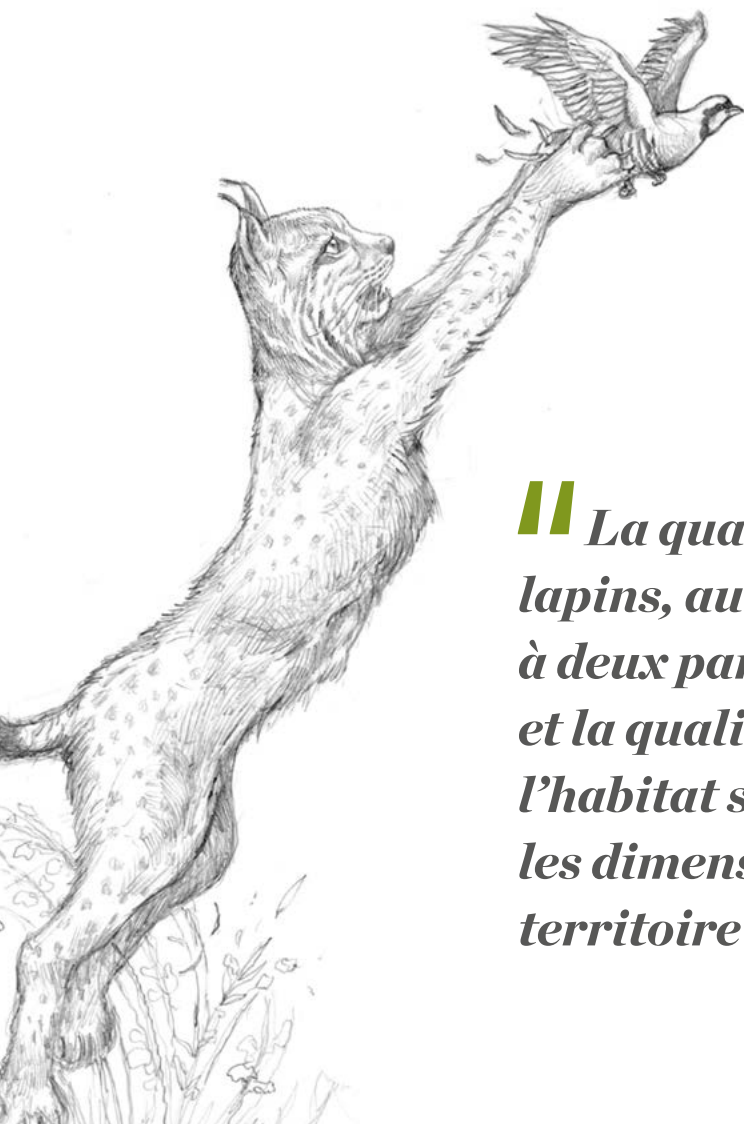 " La qua
lapins, au
à deux par
et la quali
l’habitat s
les dimens
territoire